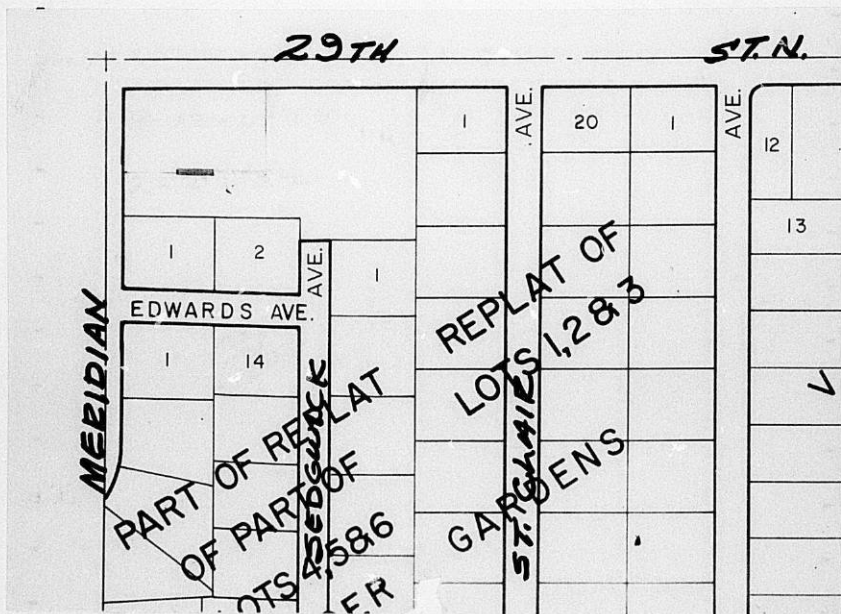 29TH ST. N.
1 AVE. 20 1 AVE. 12
13
1 2 AVE. 1
EDWARDS AVE.
MERIDIAN
1 14
SEDGWICK
ST. CLAIR
REPLAT OF
LOTS 1,2 & 3
GARDENS
PART OF REPLAT
OF PART OF
LOTS 4,5&6
ER
V